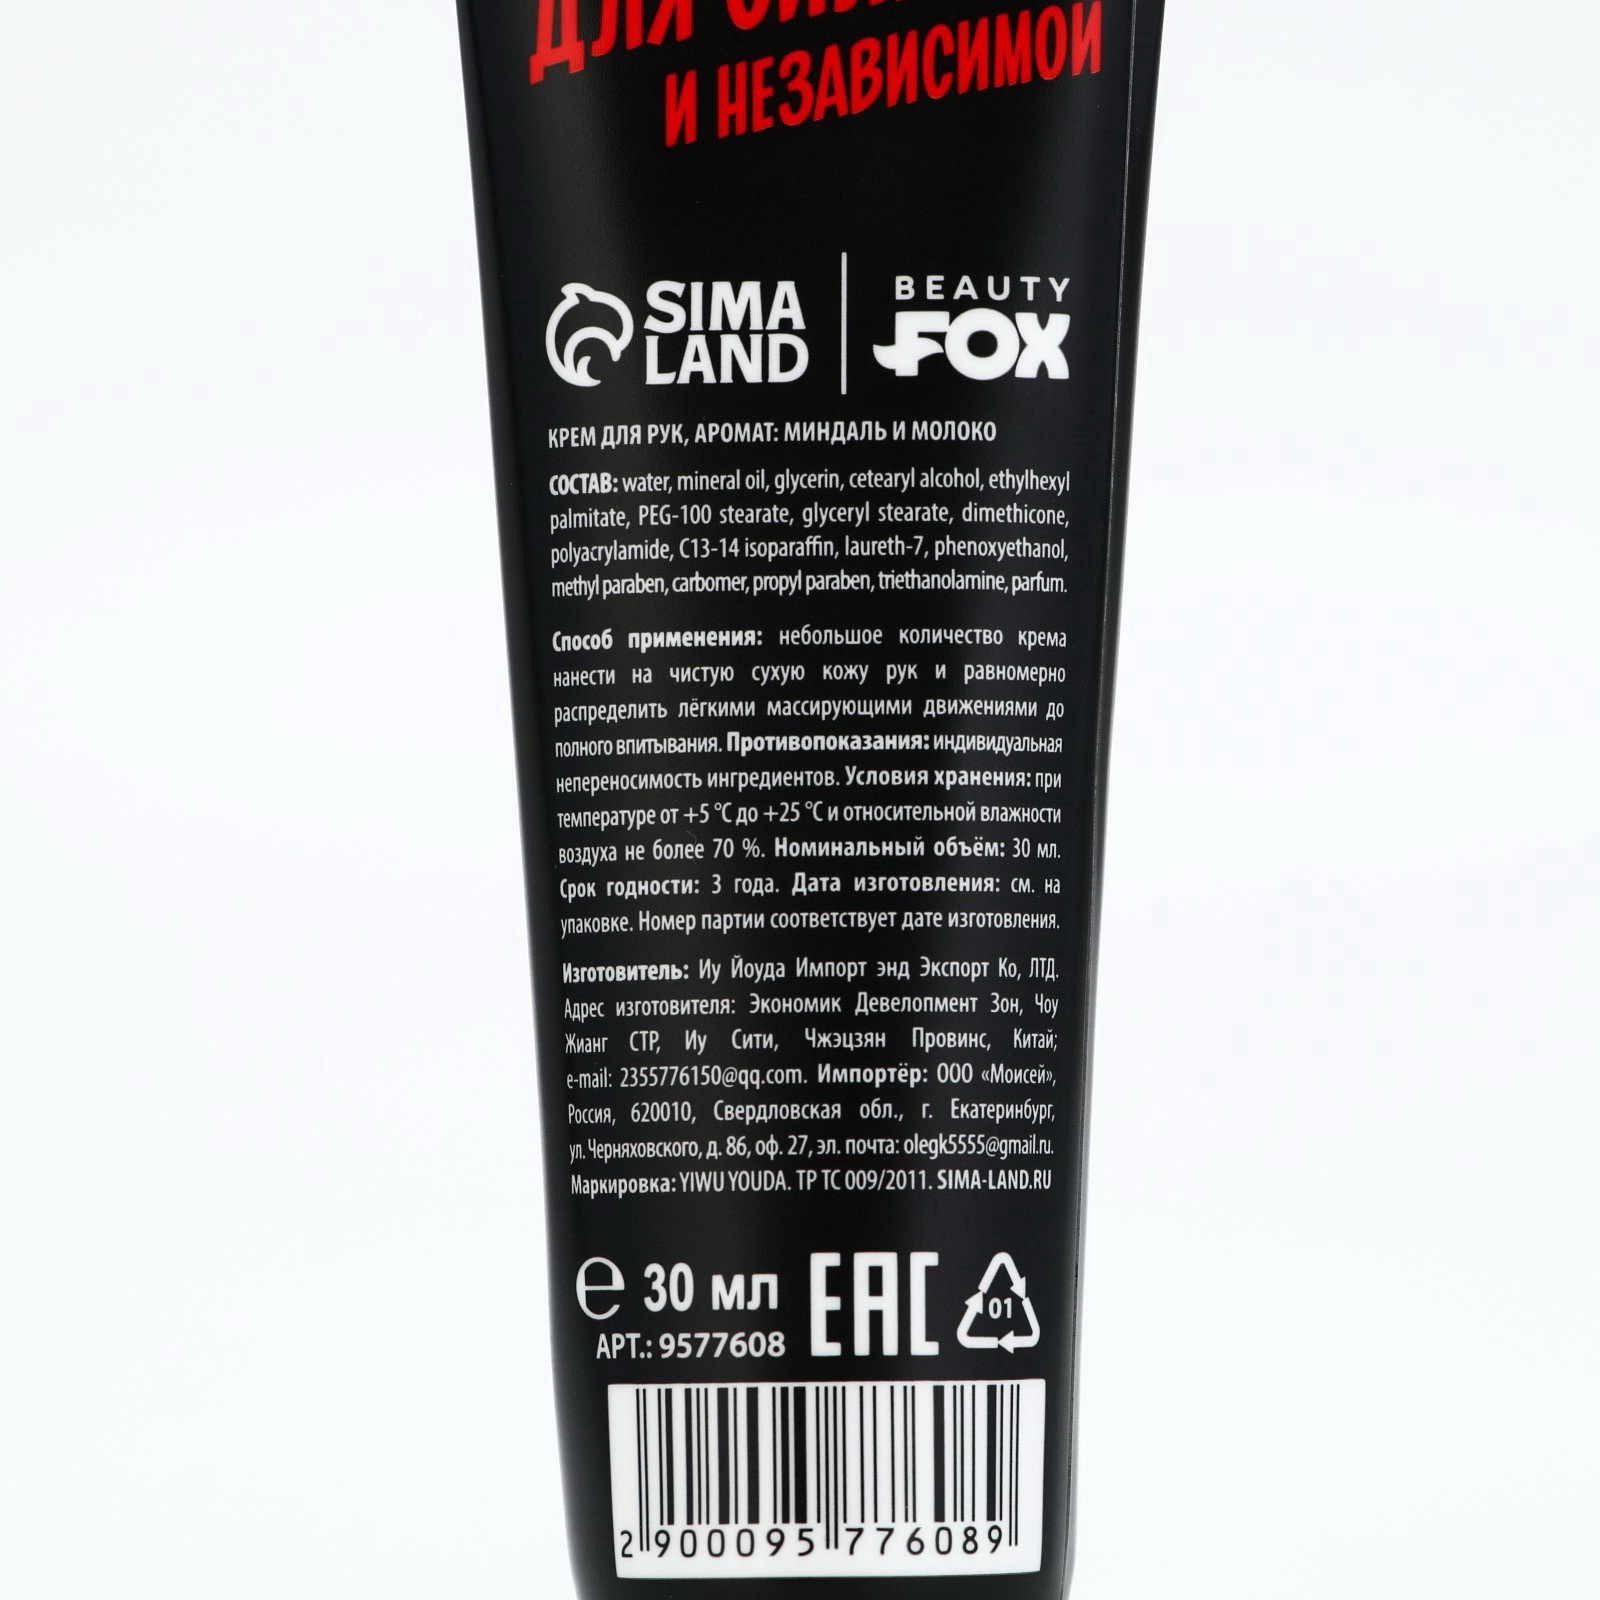 ДЛЯ
И НЕЗАВИСИМОЙ
SIMA
LAND
BEAUTY
FOX
КРЕМ ДЛЯ РУК, АРОМАТ: МИНДАЛЬ И МОЛОКО
СОСТАВ: water, mineral oil, glycerin, cetearyl alcohol, ethylhexyl
palmitate, PEG-100 stearate, glyceryl stearate, dimethicone,
polyacrylamide, C13-14 isoparaffin, laureth-7, phenoxyethanol,
methyl paraben, carbomer, propyl paraben, triethanolamine, parfum.
Способ применения: небольшое количество крема
нанести на чистую сухую кожу рук и равномерно
распределить лёгкими массирующими движениями до
полного впитывания. Противопоказания: индивидуальная
непереносимость ингредиентов. Условия хранения: при
температуре от +5 °С до +25 °С и относительной влажности
воздуха не более 70 %. Номинальный объём: 30 мл.
Срок годности: 3 года. Дата изготовления: см. на
упаковке. Номер партии соответствует дате изготовления.
Изготовитель: Иу Йоуда Импорт энд Экспорт Ко, ЛТД.
Адрес изготовителя: Экономик Девелопмент Зон, Чоу
Жианг СТР, Иу Сити, Чжэцзян Провинс, Китай;
e-mail: 2355776150@qq.com. Импортёр: ООО «Моисей»,
Россия, 620010, Свердловская обл., г. Екатеринбург,
ул. Черняховского, д. 86, оф. 27, эл. почта: olegk5555@gmail.ru.
Маркировка: YIWU YOUDA. ТР ТС 009/2011. SIMA-LAND.RU
e 30 мл
АРТ.: 9577608
EAC
01
2 900095 776089